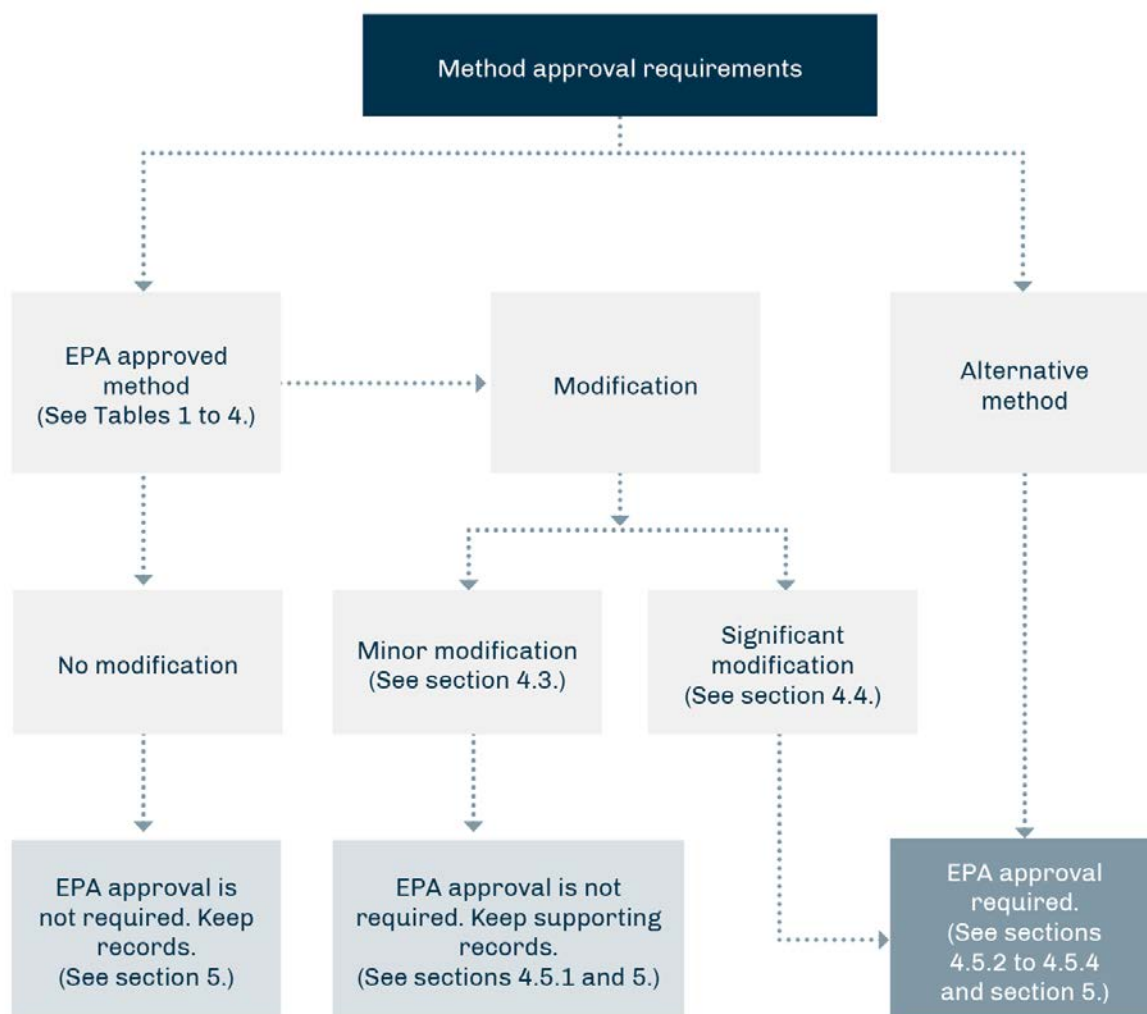 Method approval requirements
EPA approved
method
(See Tables 1 to 4.)
Modification
Alternative
method
No modification
Minor modification
(See section 4.3.)
Significant
modification
(See section 4.4.)
EPA approval is
not required. Keep
records.
(See section 5.)
EPA approval is not
required. Keep supporting
records.
(See sections 4.5.1 and 5.)
EPA approval
required.
(See sections
4.5.2 to 4.5.4
and section 5.)